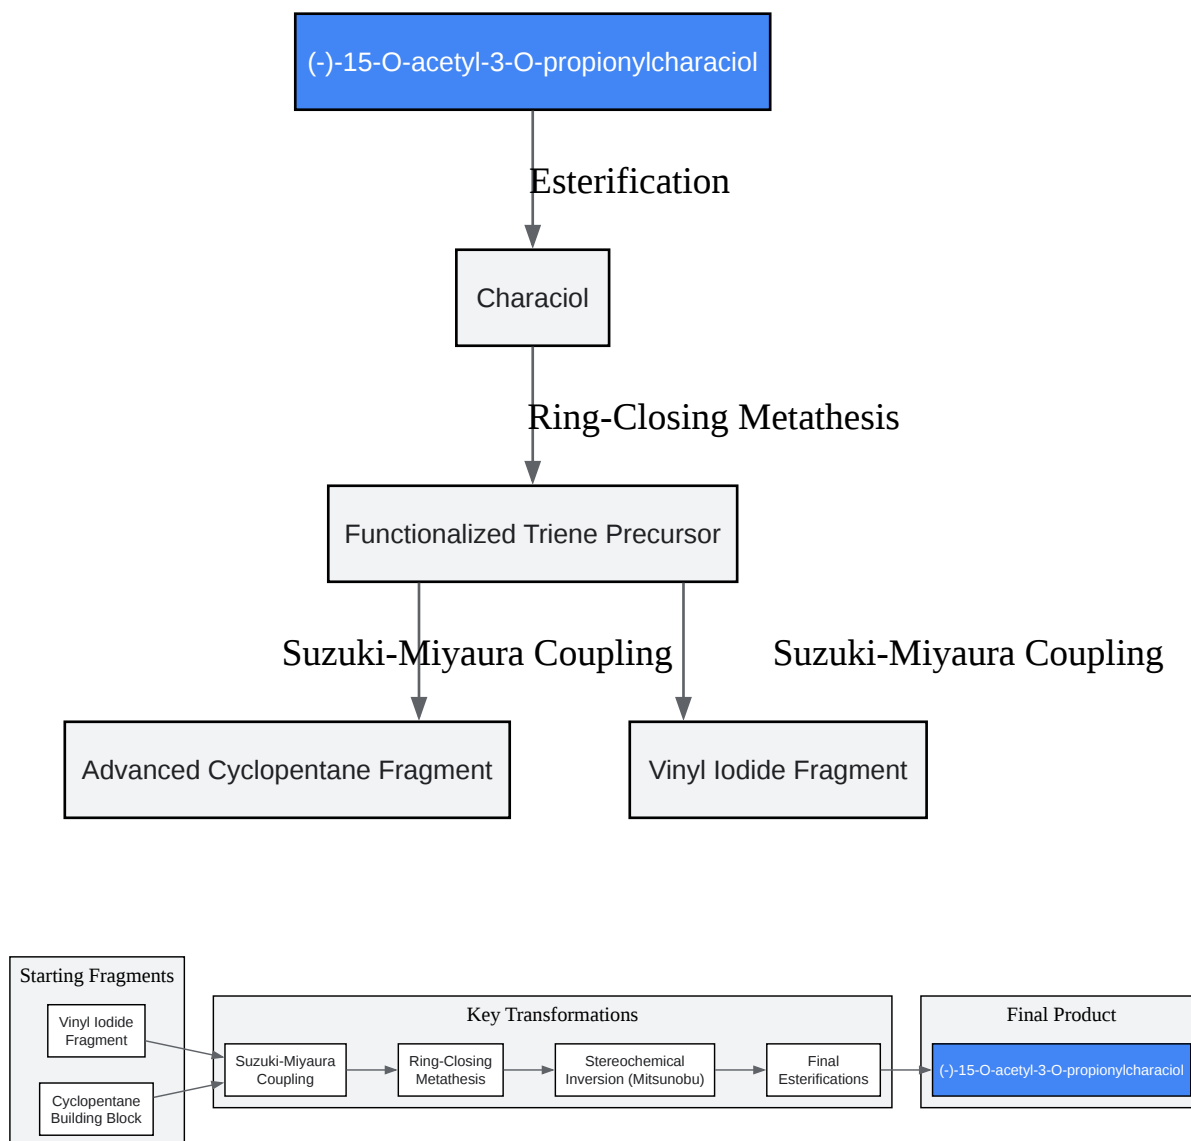 (-)-15-O-acetyl-3-O-propionylcharaciol
Esterification
Characiol
Ring-Closing Metathesis
Functionalized Triene Precursor
Suzuki-Miyaura Coupling
Suzuki-Miyaura Coupling
Advanced Cyclopentane Fragment
Vinyl Iodide Fragment
Starting Fragments
Vinyl Iodide
Fragment
Cyclopentane
Building Block
Key Transformations
Suzuki-Miyaura
Coupling
Ring-Closing
Metathesis
Stereochemical
Inversion (Mitsunobu)
Final
Esterifications
Final Product
(-)-15-O-acetyl-3-O-propionylcharaciol